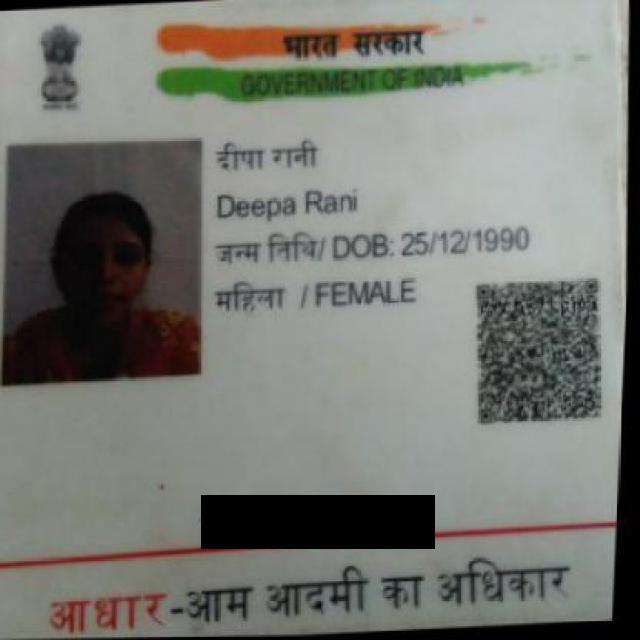 भारत सरकार
GOVERNMENT OF INDIA
दीपा रानी
Deepa Rani
जन्म तिथि/ DOB: 25/12/1990
महिला / FEMALE
आधार-आम आदमी का अधिकार